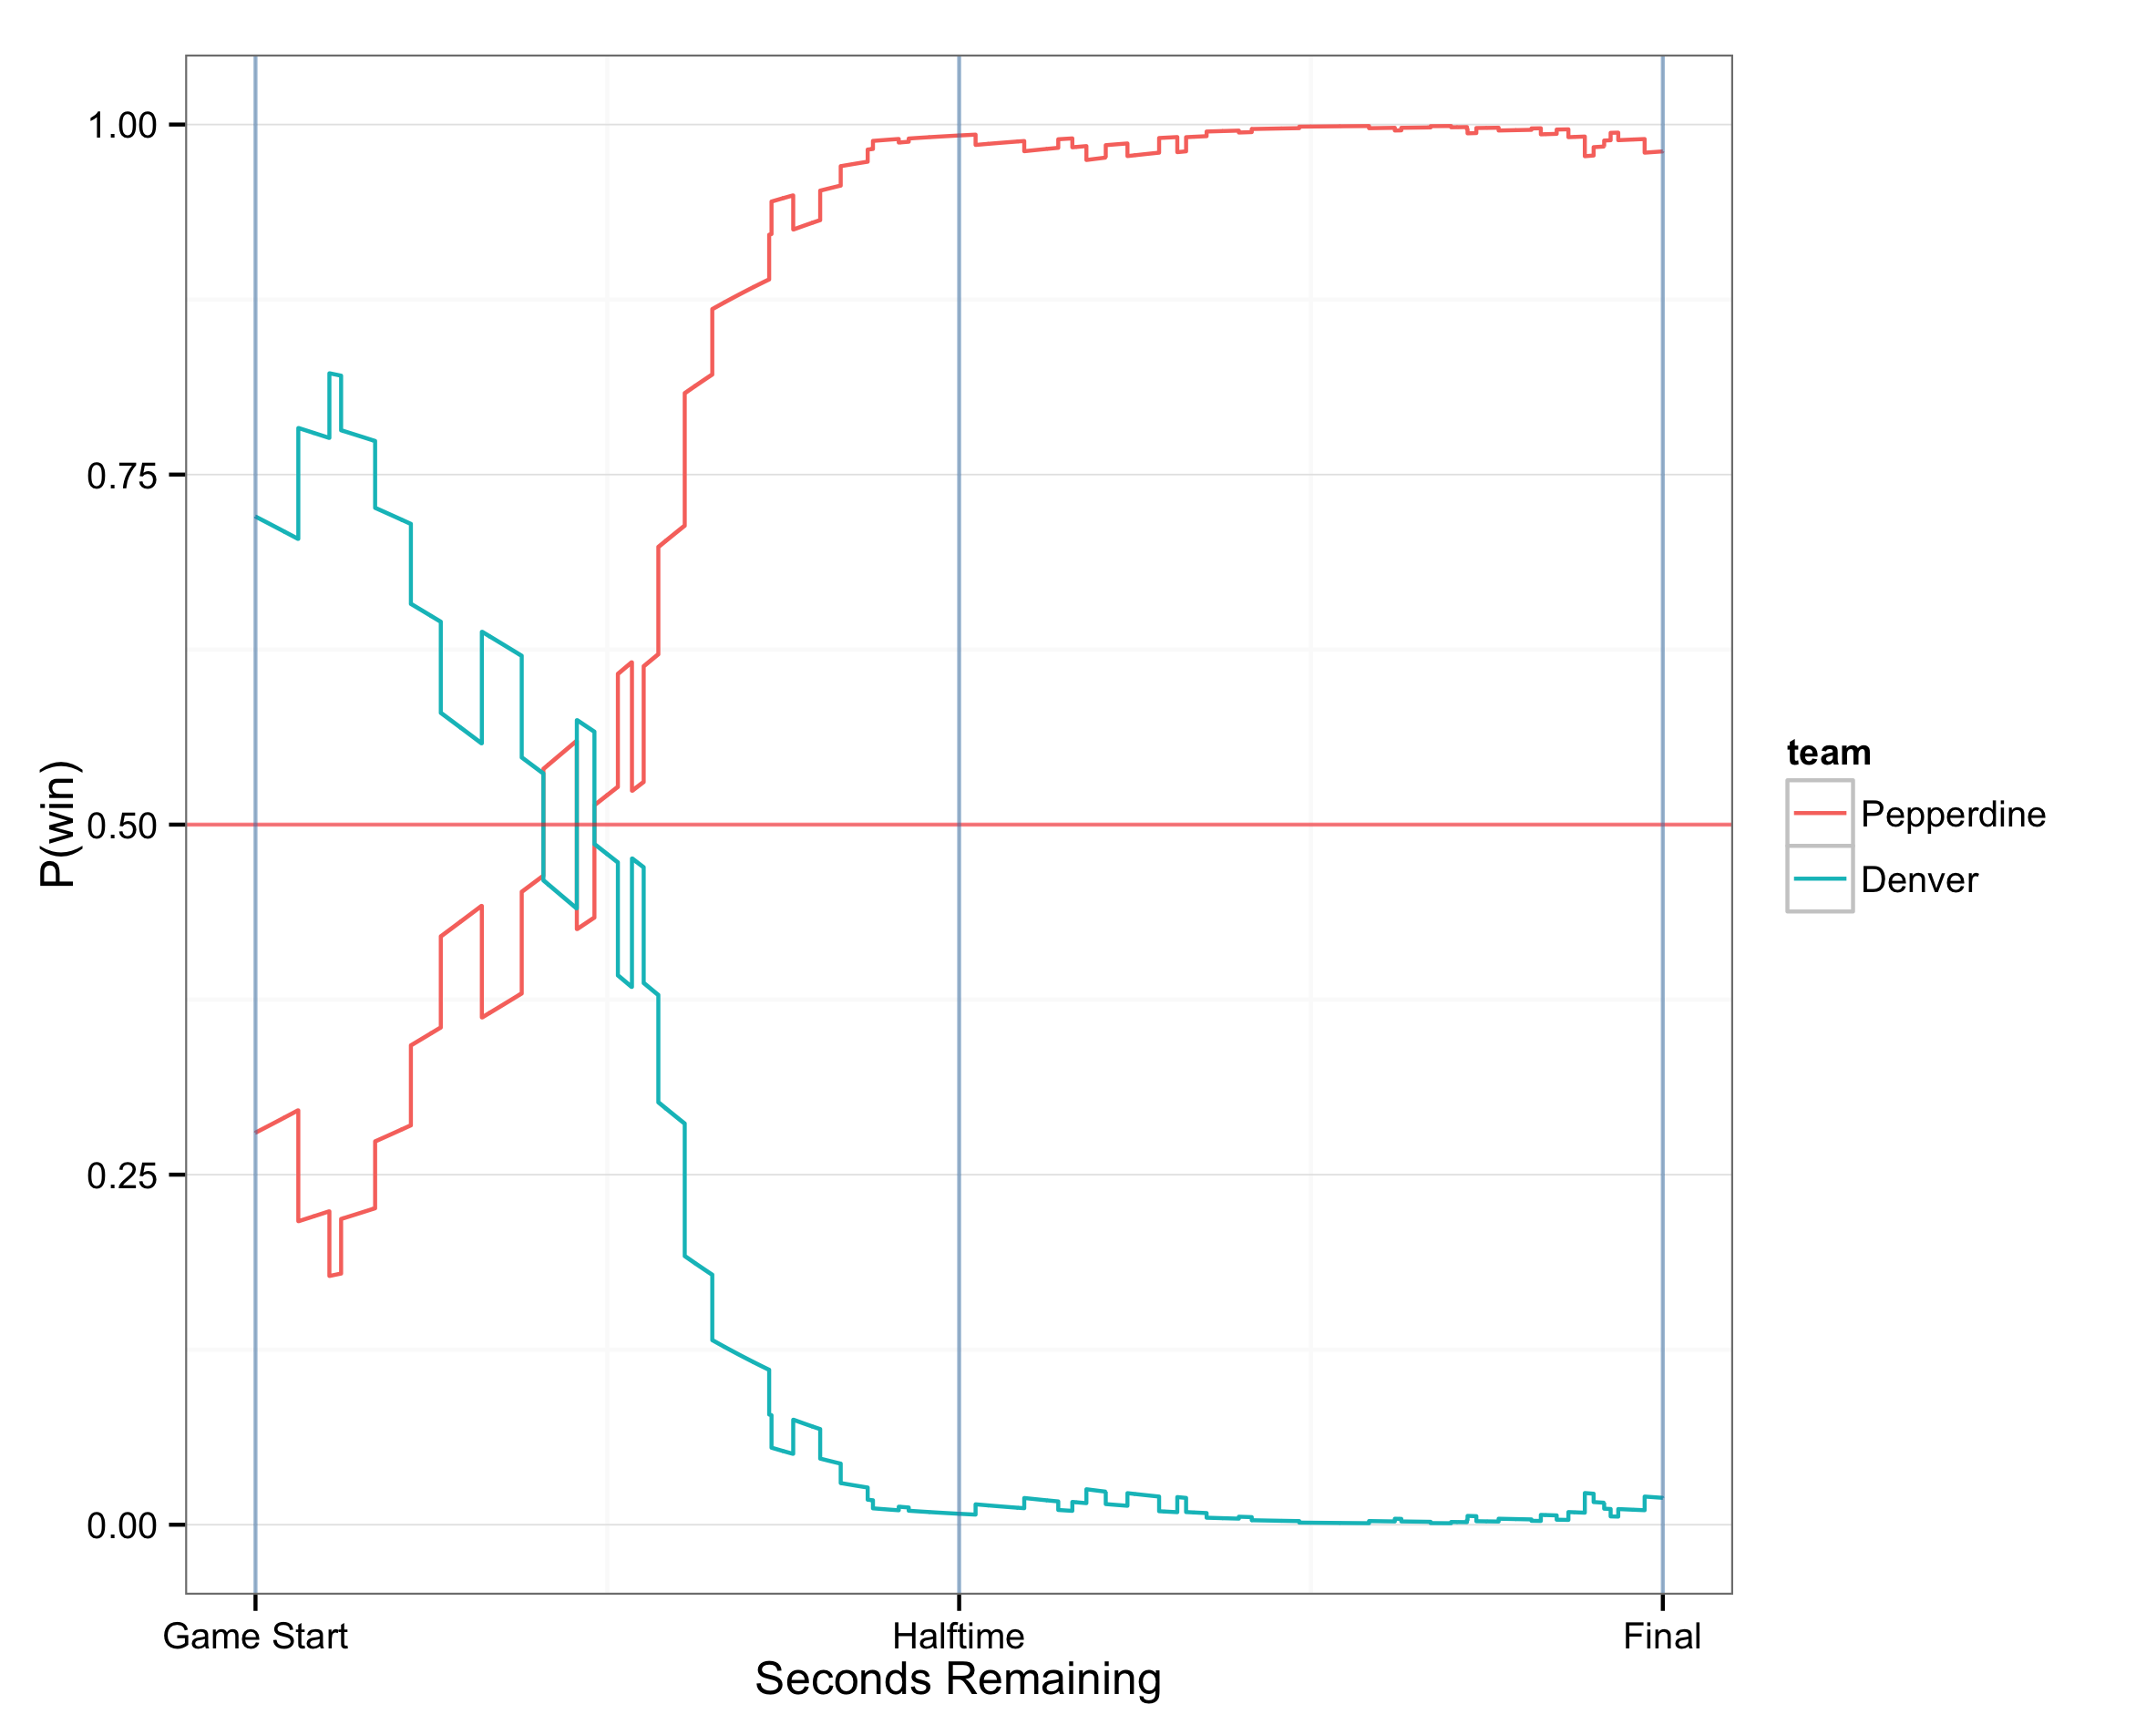 P(win)
1.00
0.75
0.50
0.25
0.00
Game Start
Halftime
Final
Seconds Remaining
team
Pepperdine
Denver